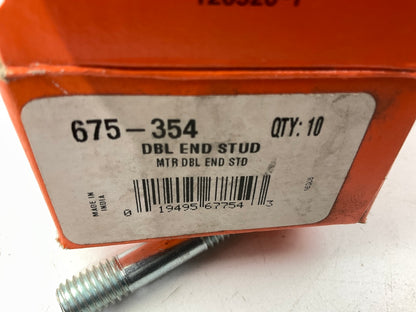 675-354 QTY: 10
DBL END STUD
MTR DBL END STD
MADE IN
INDIA
0 19495 67754 3